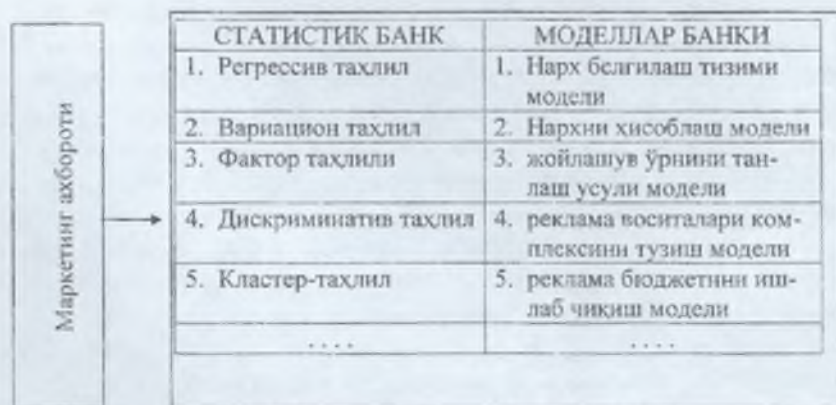 Маркетинг ахбороти
СТАТИСТИК БАНК
МОДЕЛЛАР БАНКИ
1. Регрессив таҳлил
1. Нарх белгилаш тизими
модели
2. Вариацион таҳлил
2. Нархни ҳисоблаш модели
3. Фактор таҳлили
3. жойлашув ўрнини тан-
лаш усули модели
4. Дискриминатив таҳлил
4. реклама воситалари ком-
плексини тузиш модели
5. Кластер-таҳлил
5. реклама бюджетини иш-
лаб чиқиш модели
. . . .
. . . .